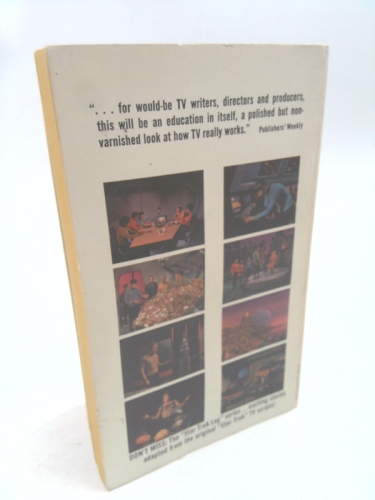 “. . . for would-be TV writers, directors and producers,
this will be an education in itself, a polished but non-
varnished look at how TV really works.” Publishers' Weekly
DON'T MISS: The "Star Trek Log" series . . . exciting stories
adapted from the original "Star Trek" TV scripts!